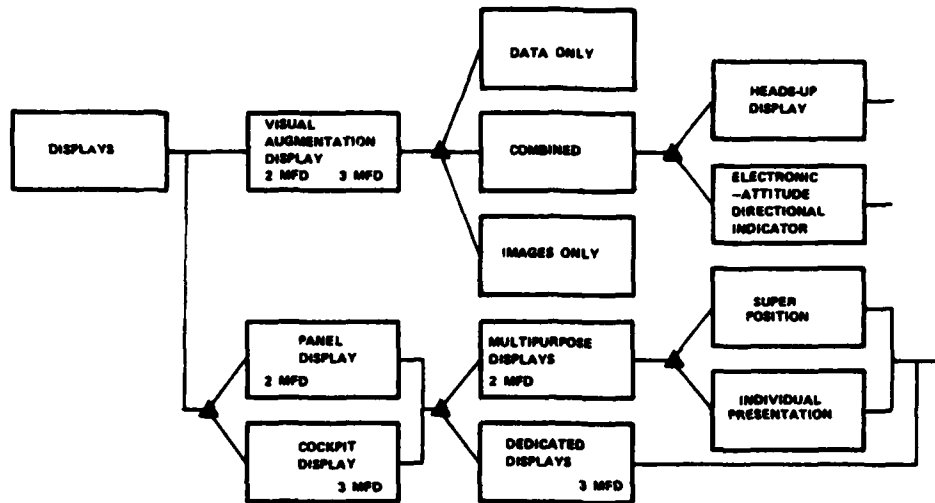 DISPLAYS
VISUAL
AUGMENTATION
DISPLAY
2 MFD 3 MFD
DATA ONLY
COMBINED
IMAGES ONLY
HEADS-UP
DISPLAY
ELECTRONIC
-ATTITUDE
DIRECTIONAL
INDICATOR
PANEL
DISPLAY
2 MFD
COCKPIT
DISPLAY
3 MFD
MULTIPURPOSE
DISPLAYS
2 MFD
DEDICATED
DISPLAYS
3 MFD
SUPER
POSITION
INDIVIDUAL
PRESENTATION